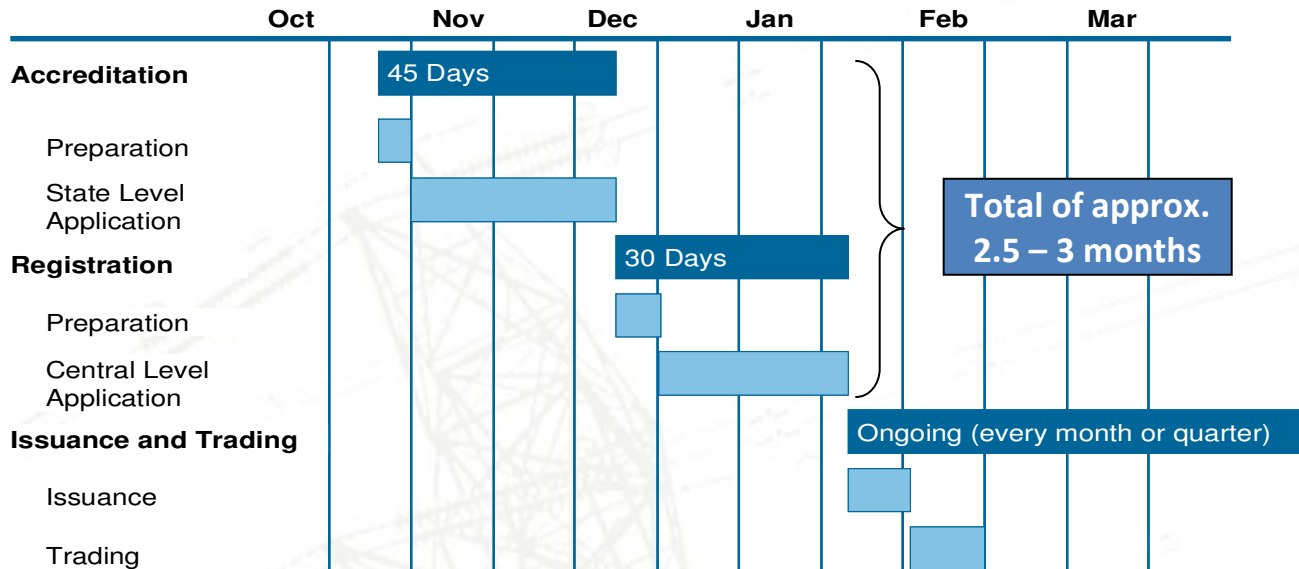 Oct Nov Dec Jan Feb Mar
Accreditation 45 Days
Preparation
State Level
Application
Total of approx.
2.5 – 3 months
Registration 30 Days
Preparation
Central Level
Application
Issuance and Trading Ongoing (every month or quarter)
Issuance
Trading